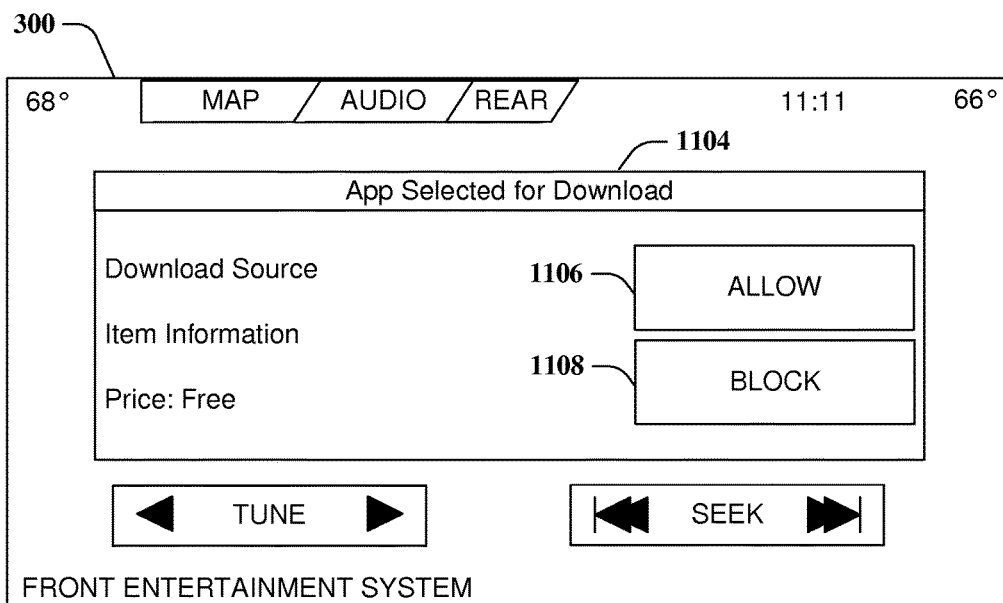 300
68° MAP AUDIO REAR 11:11 66°
1104
App Selected for Download
Download Source
1106 ALLOW
Item Information
1108 BLOCK
Price: Free
TUNE SEEK
FRONT ENTERTAINMENT SYSTEM